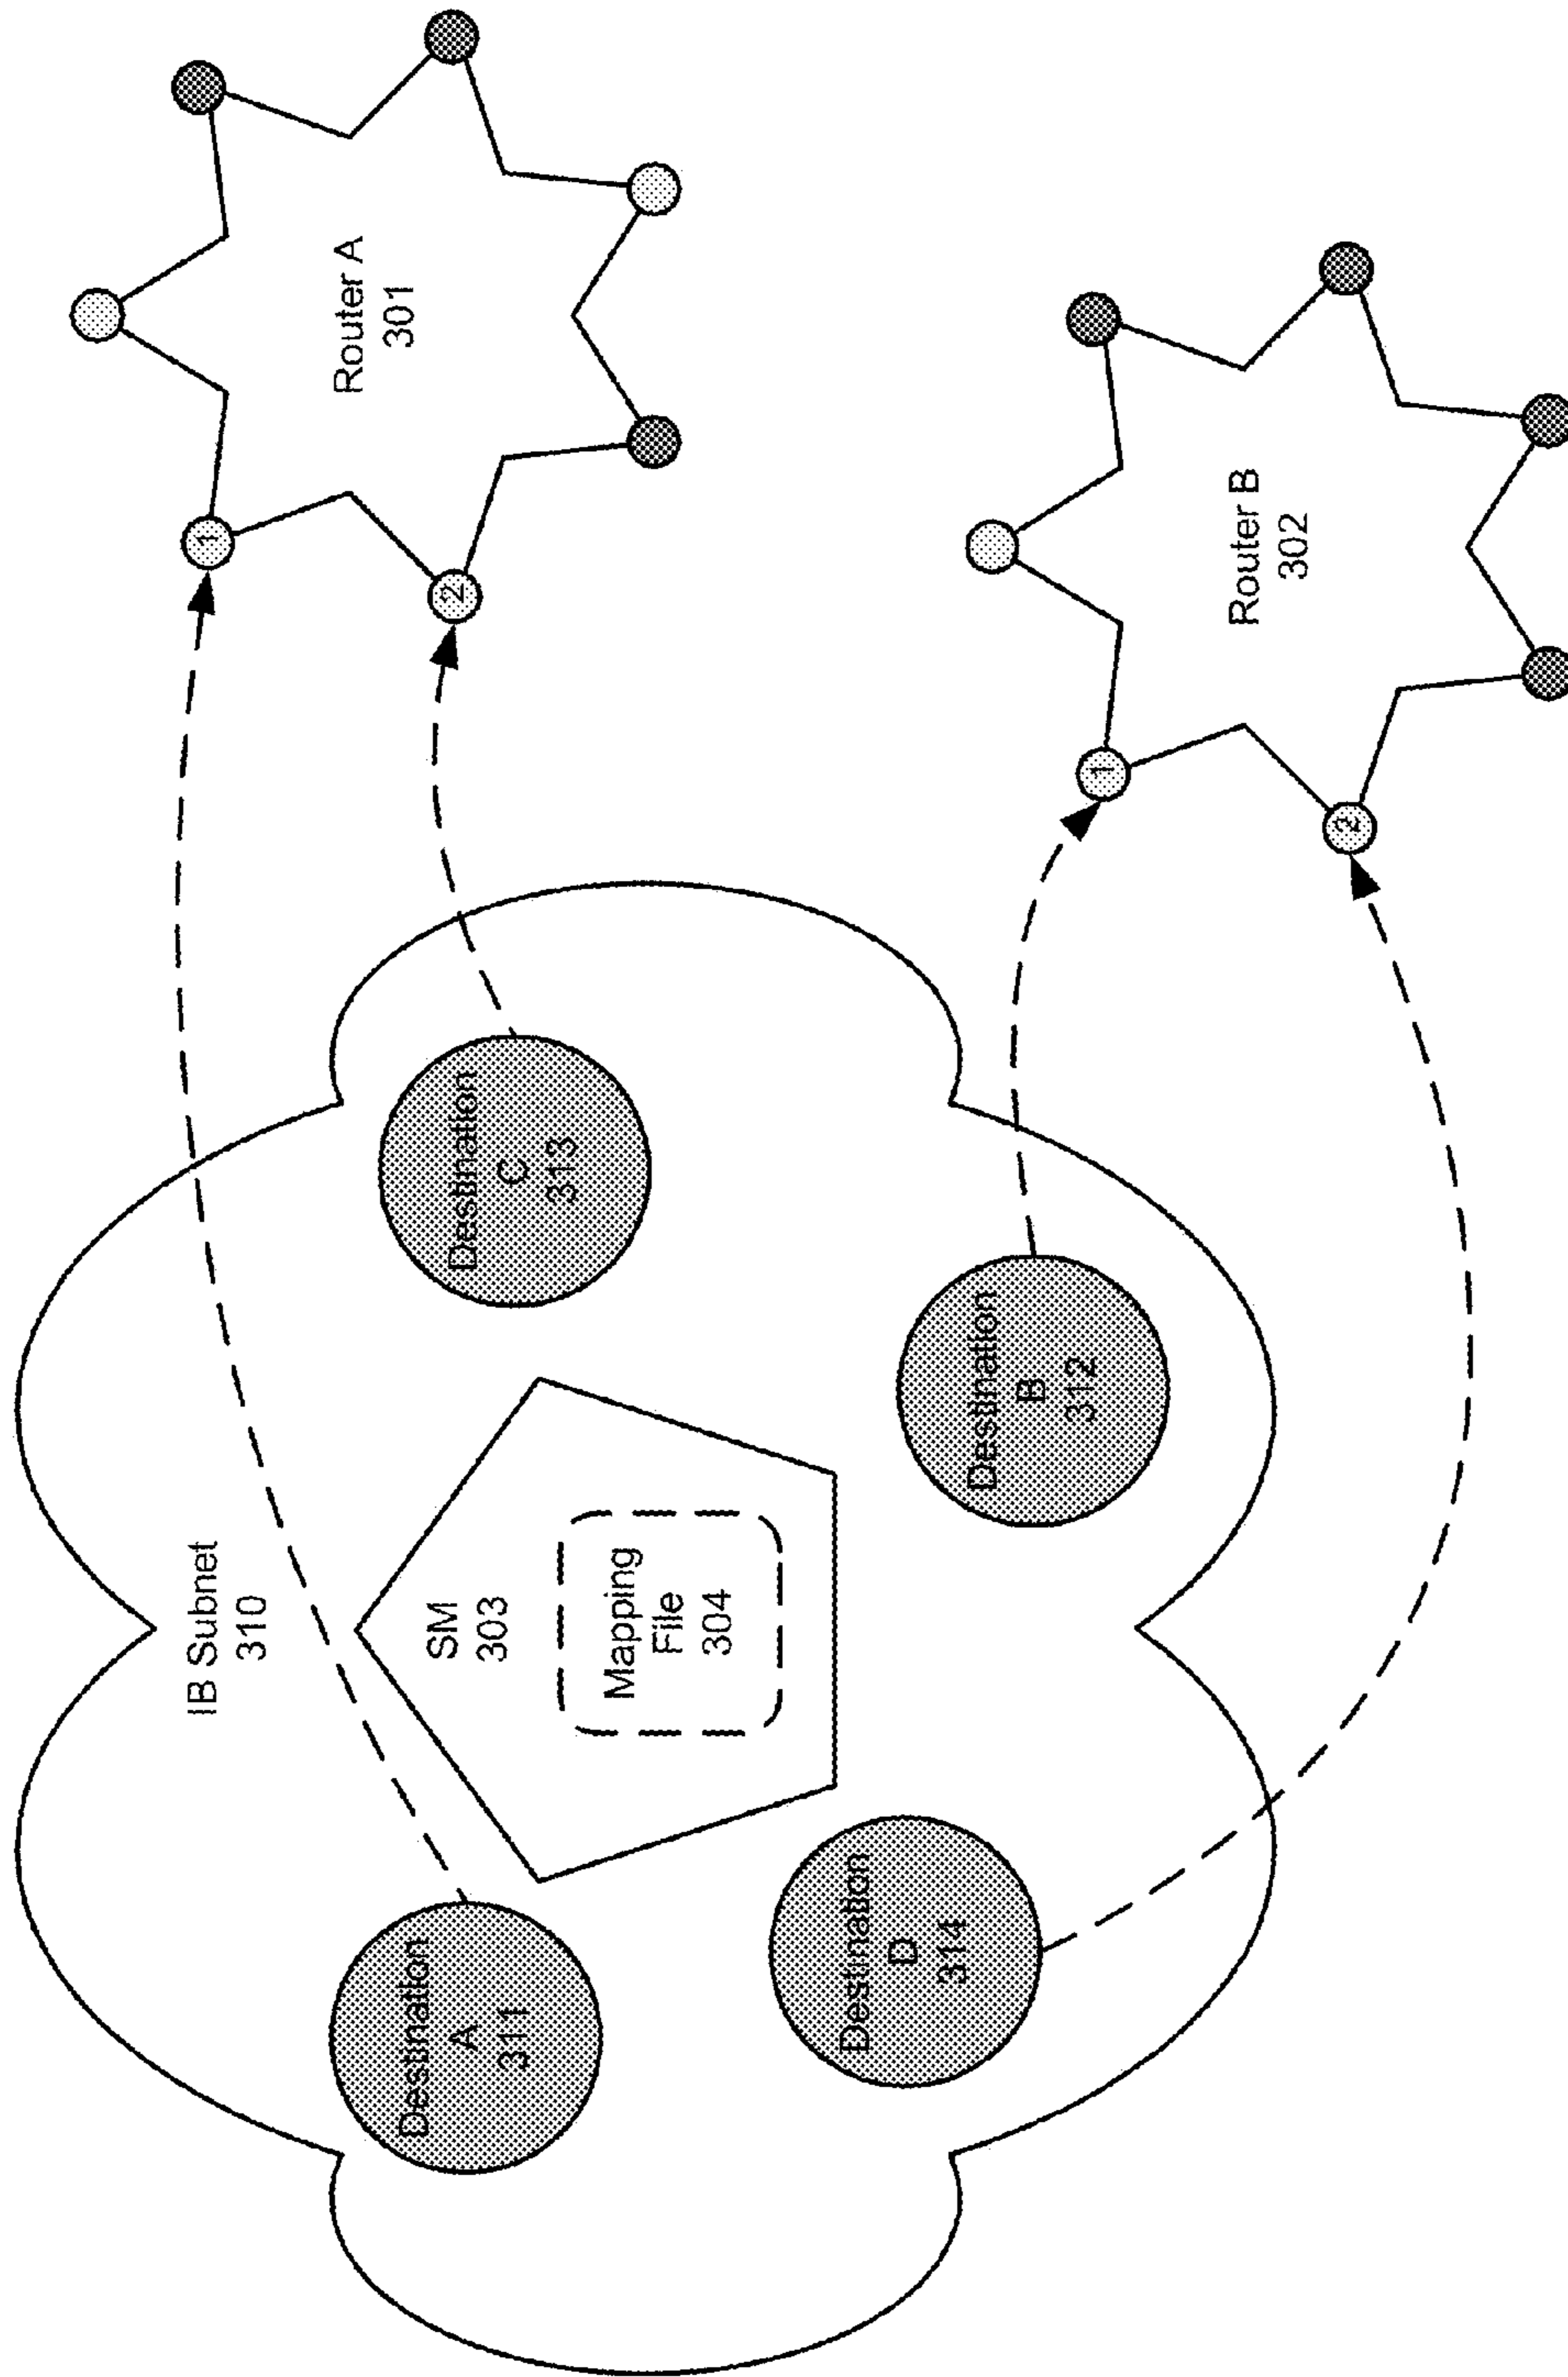 IB Subnet
310
SM
303
Mapping
File
304
Destination
A
311
Destination
D
314
Destination
C
313
Destination
B
312
Router A
301
1
2
Router B
302
1
2